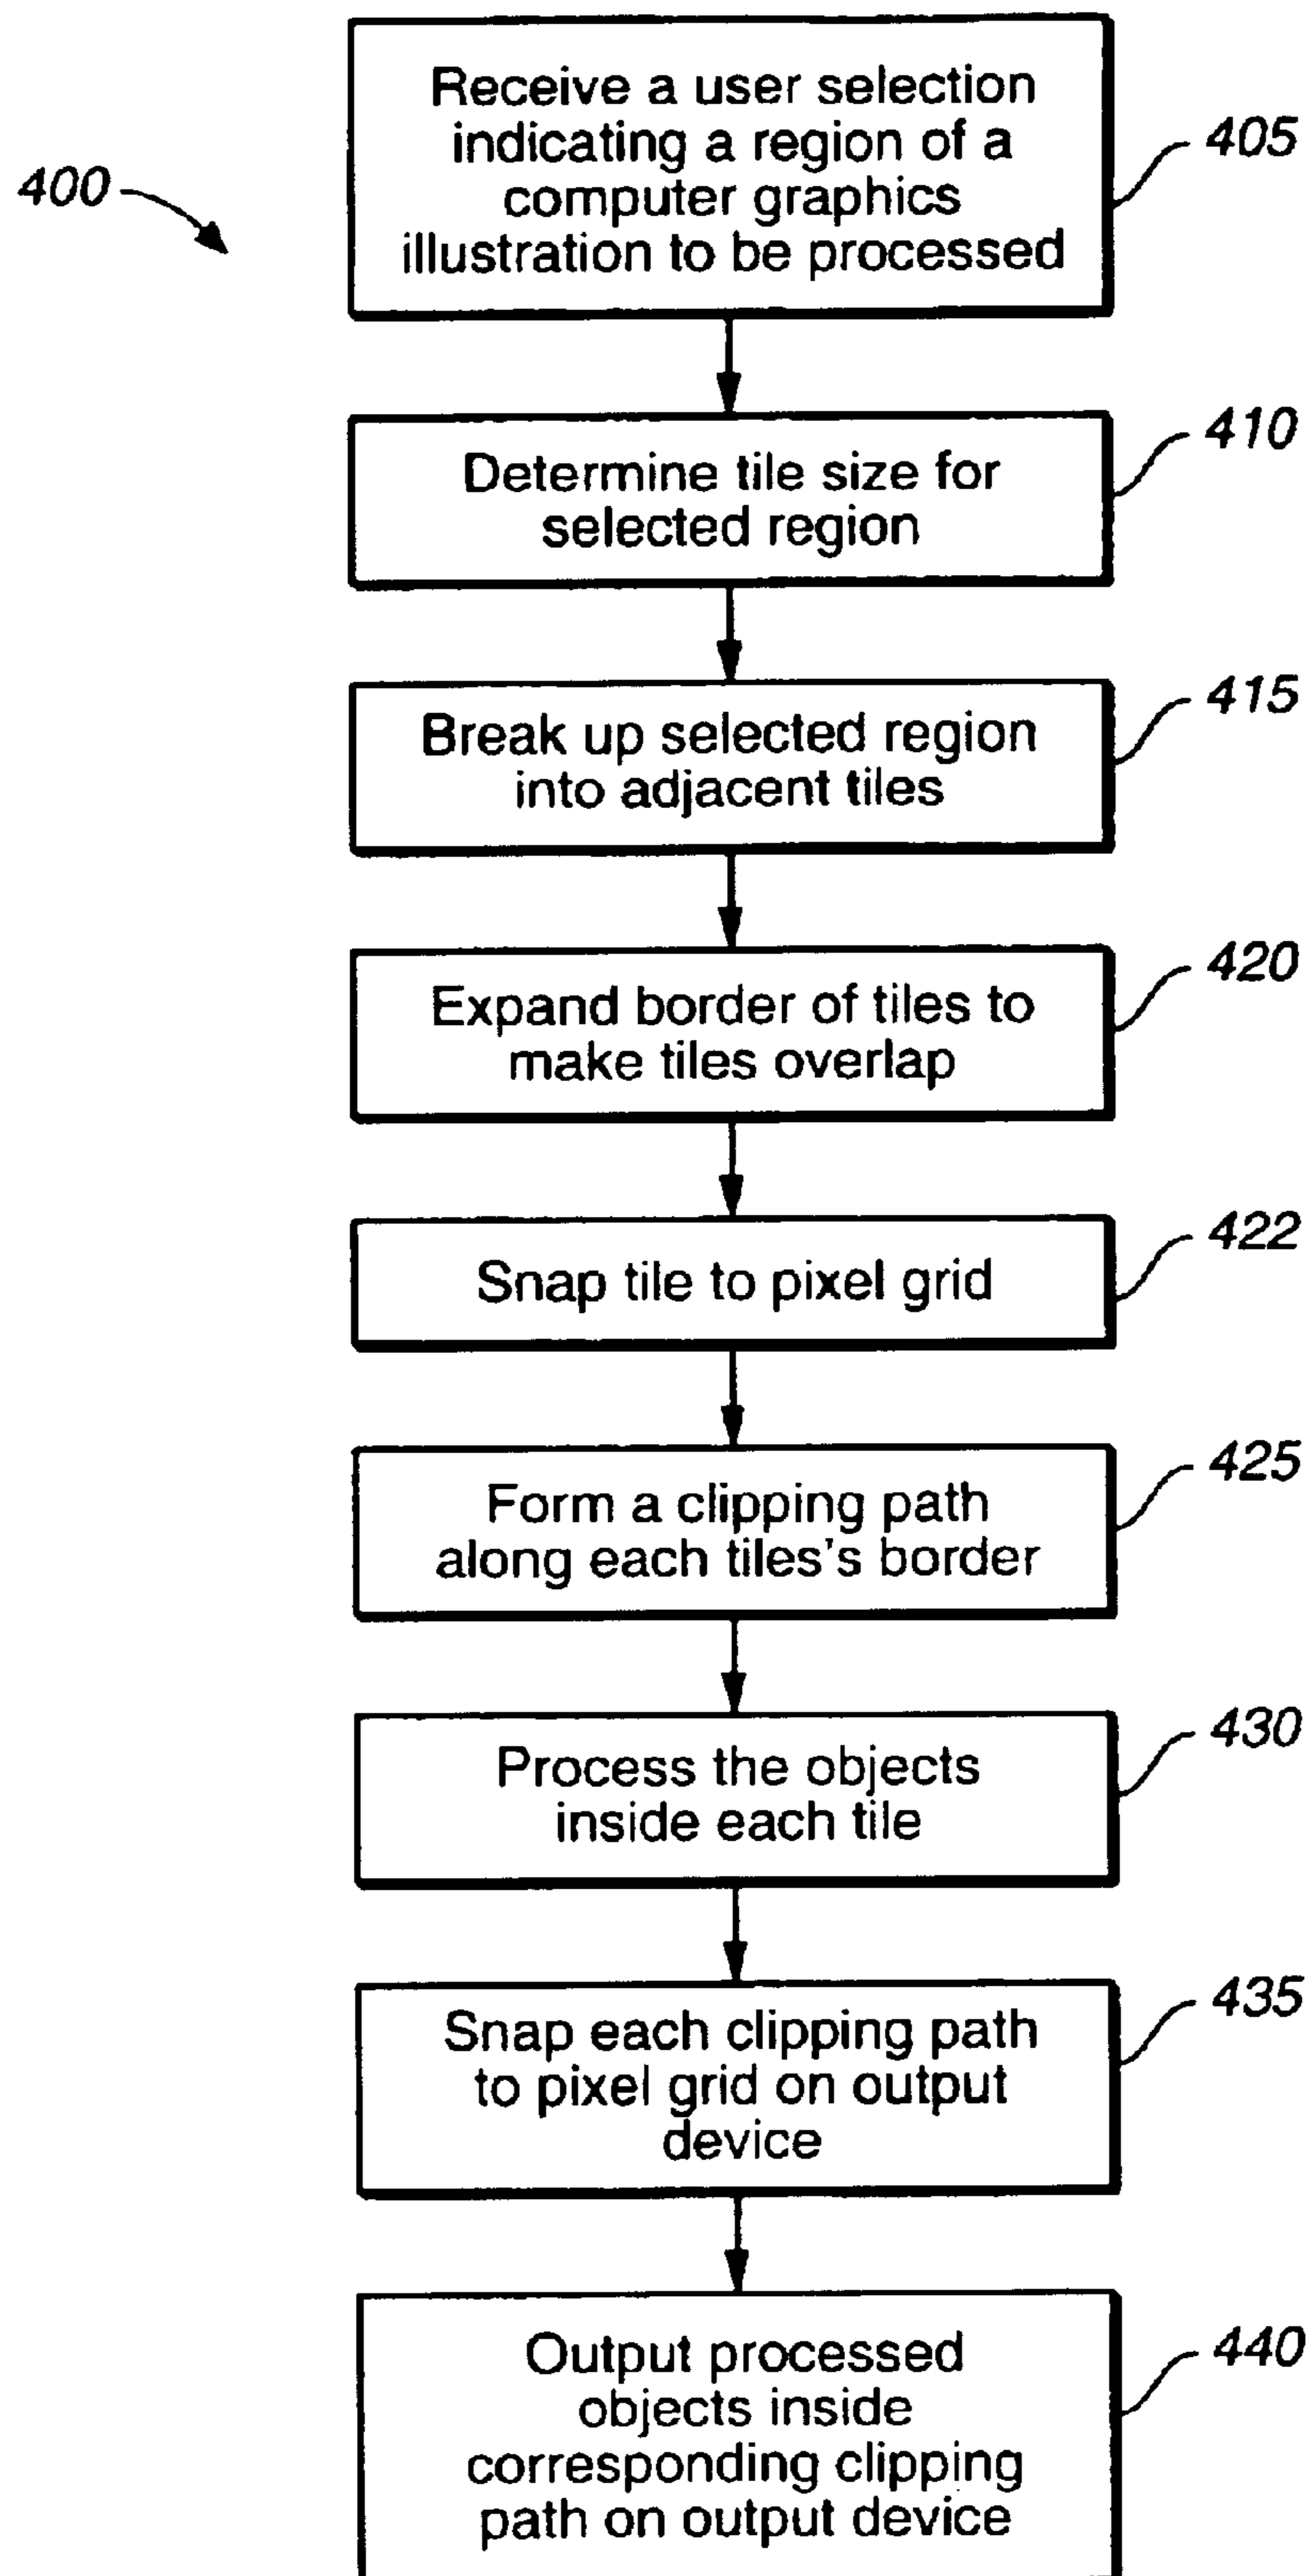 400
Receive a user selection
indicating a region of a
computer graphics
illustration to be processed
405
Determine tile size for
selected region
410
Break up selected region
into adjacent tiles
415
Expand border of tiles to
make tiles overlap
420
Snap tile to pixel grid
422
Form a clipping path
along each tiles's border
425
Process the objects
inside each tile
430
Snap each clipping path
to pixel grid on output
device
435
Output processed
objects inside
corresponding clipping
path on output device
440